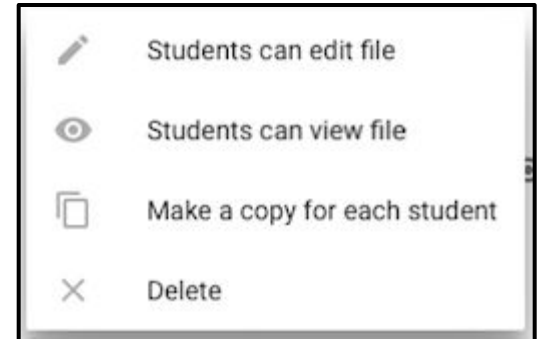 Students can edit file
Students can view file
Make a copy for each student
Delete